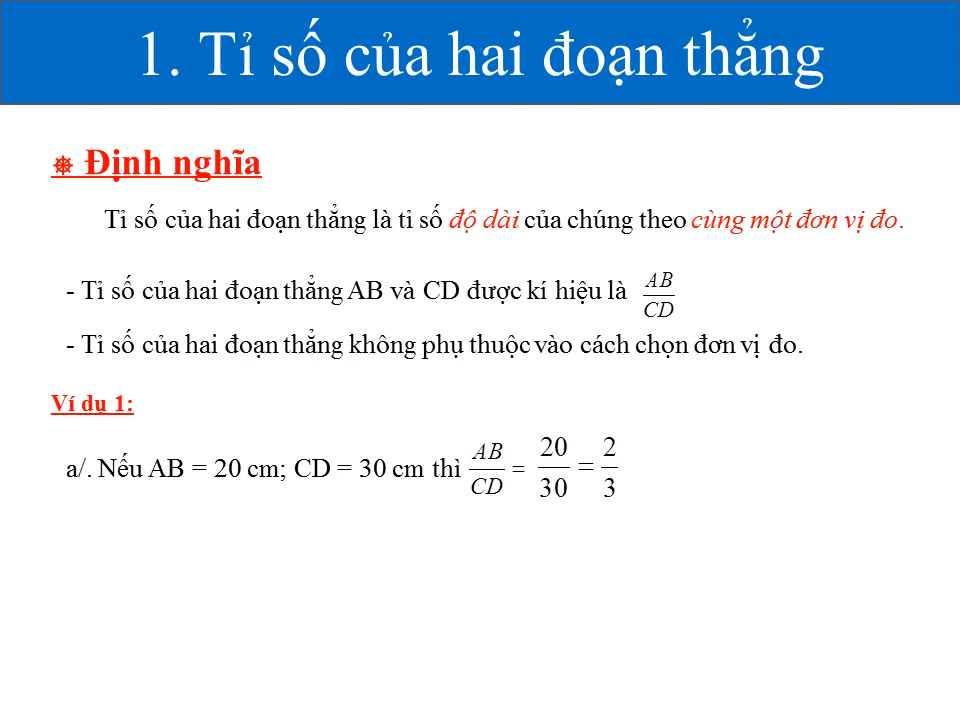 1. Tỉ số của hai đoạn thẳng
⎈ Định nghĩa
Tỉ số của hai đoạn thẳng là tỉ số độ dài của chúng theo cùng một đơn vị đo.
- Tỉ số của hai đoạn thẳng AB và CD được kí hiệu là AB/CD
- Tỉ số của hai đoạn thẳng không phụ thuộc vào cách chọn đơn vị đo.
Ví dụ 1:
a/. Nếu AB = 20 cm; CD = 30 cm thì AB/CD = 20/30 = 2/3